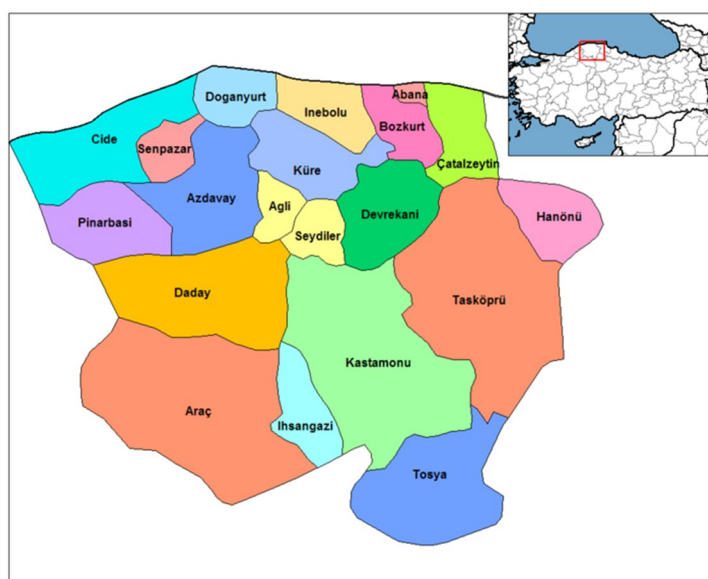 Doganyurt
Abana
Inebolu
Bozkurt
Cide
Senpazar
Küre
Çatalzeytin
Azdavay
Agli
Devrekani
Hanönü
Pinarbasi
Seydiler
Daday
Tasköprü
Kastamonu
Araç
Ihsangazi
Tosya